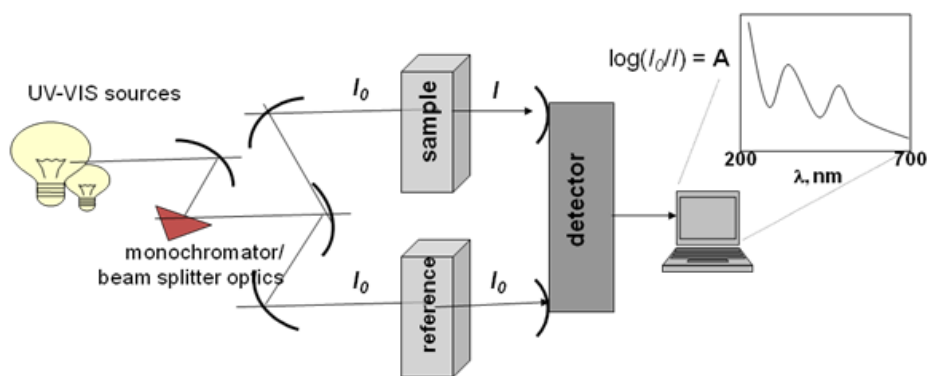 UV-VIS sources
monochromator/
beam splitter optics
I0
sample
I
I0
reference
I0
detector
log(I0/I) = A
200
700
λ, nm